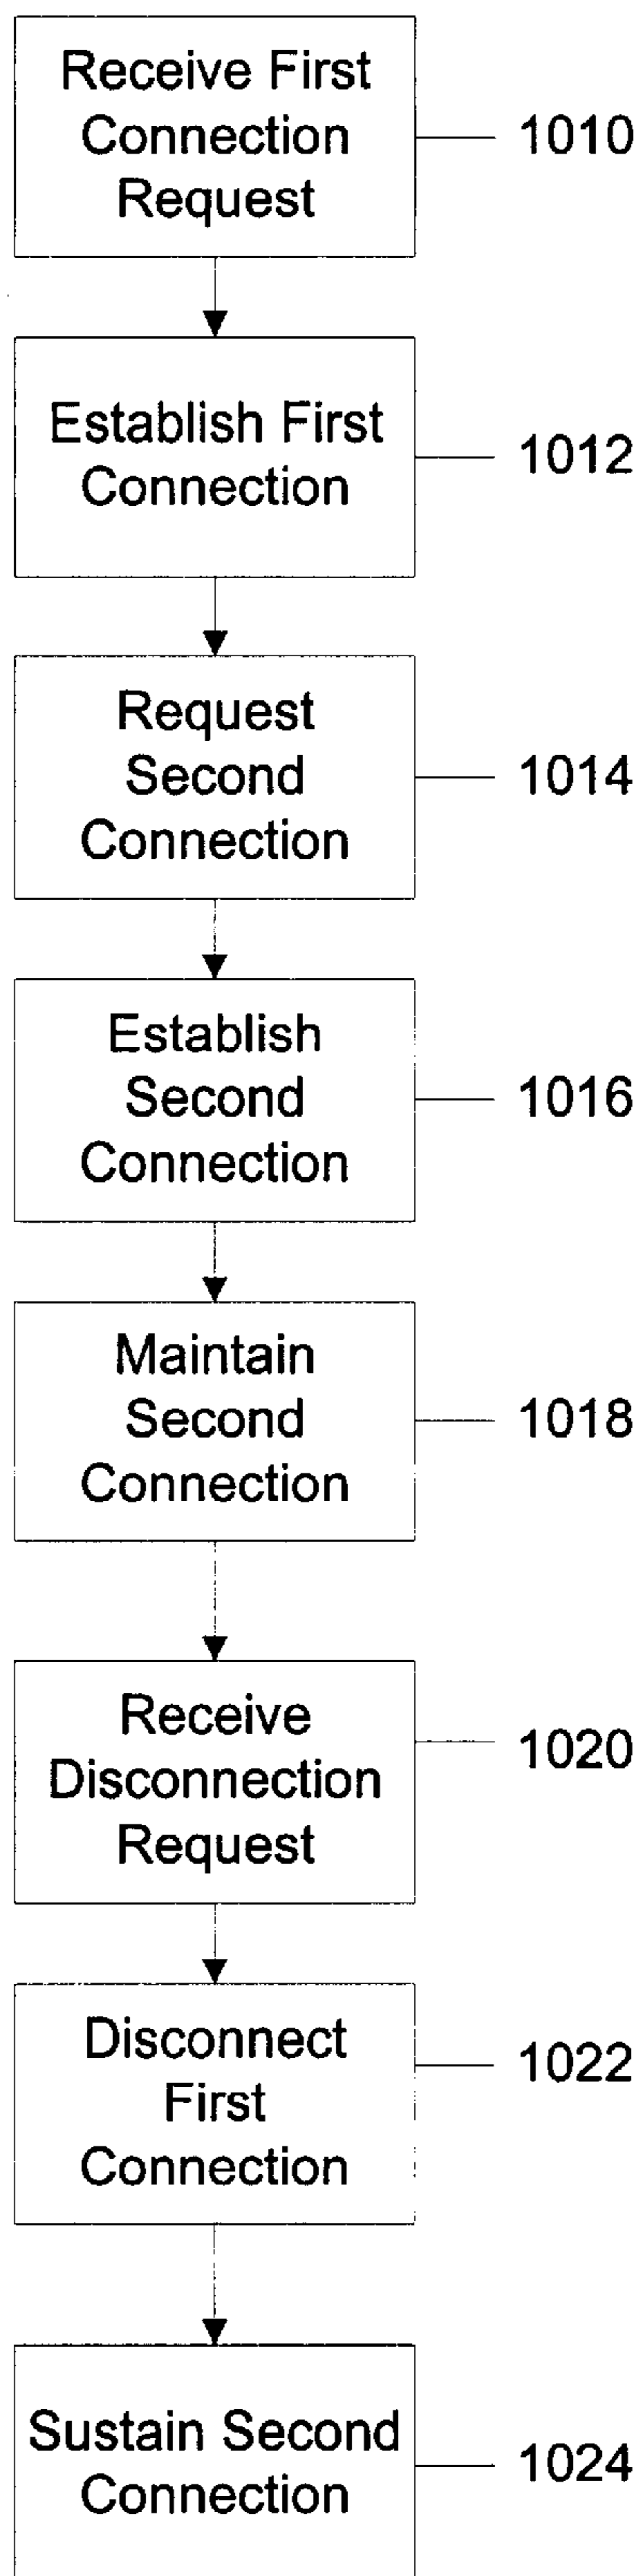 Receive First
Connection
Request
1010
Establish First
Connection
1012
Request
Second
Connection
1014
Establish
Second
Connection
1016
Maintain
Second
Connection
1018
Receive
Disconnection
Request
1020
Disconnect
First
Connection
1022
Sustain Second
Connection
1024